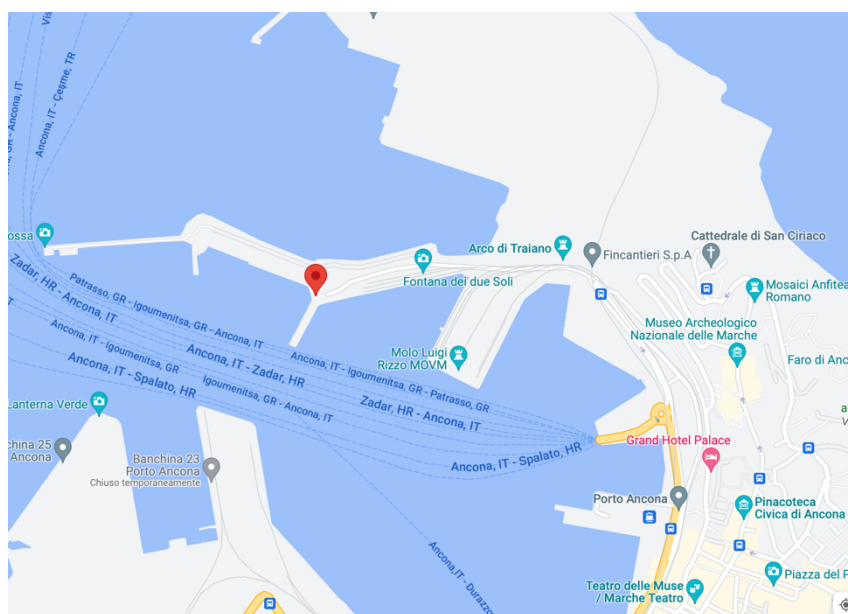 Ancona, IT - Çeşme, TR
GR - Ancona, IT
ossa
Arco di Traiano
Fincantieri S.p.A
Cattedrale di San Ciriaco
Fontana dei due Soli
Mosaici Anfitea
Romano
Museo Archeologico
Nazionale delle Marche
Faro di Anc
Molo Luigi
Rizzo MOVM
Patrasso, GR - Igoumenitsa, GR - Ancona, IT
Zadar, HR - Ancona, IT
Ancona, IT - Igoumenitsa, GR - Patrasso, GR
Ancona, IT - Zadar, HR
Ancona, IT - Igoumenitsa, GR
Igoumenitsa, GR - Ancona, IT
Zadar, HR - Ancona, IT
Ancona, IT - Spalato, HR
Ancona, IT - Spalato, HR
Lanterna Verde
china 25
Ancona
Banchina 23
Porto Ancona
Chiuso temporaneamente
Grand Hotel Palace
Porto Ancona
Pinacoteca
Civica di Ancona
Ancona,IT - Durazzo
Teatro delle Muse
/ Marche Teatro
Piazza del P